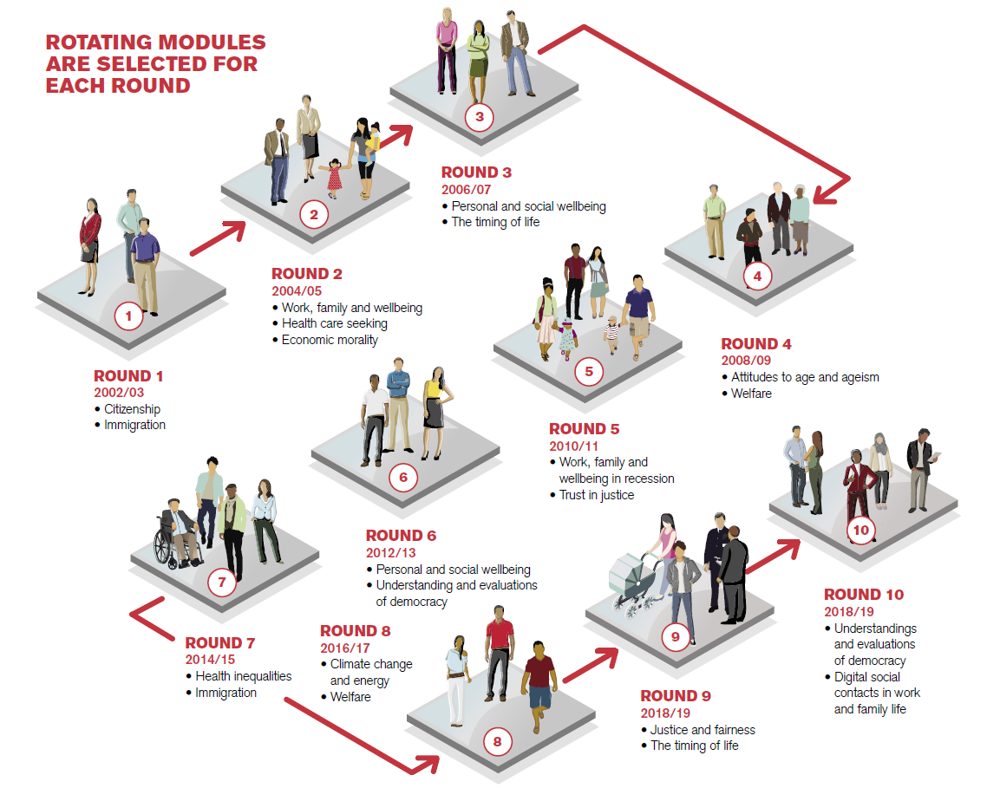 ROTATING MODULES
ARE SELECTED FOR
EACH ROUND
1
ROUND 1
2002/03
• Citizenship
• Immigration
2
ROUND 2
2004/05
• Work, family and wellbeing
• Health care seeking
• Economic morality
3
ROUND 3
2006/07
• Personal and social wellbeing
• The timing of life
4
ROUND 4
2008/09
• Attitudes to age and ageism
• Welfare
5
ROUND 5
2010/11
• Work, family and
wellbeing in recession
• Trust in justice
6
ROUND 6
2012/13
• Personal and social wellbeing
• Understanding and evaluations
of democracy
7
ROUND 7
2014/15
• Health inequalities
• Immigration
8
ROUND 8
2016/17
• Climate change
and energy
• Welfare
9
ROUND 9
2018/19
• Justice and fairness
• The timing of life
10
ROUND 10
2018/19
• Understandings
and evaluations
of democracy
• Digital social
contacts in work
and family life